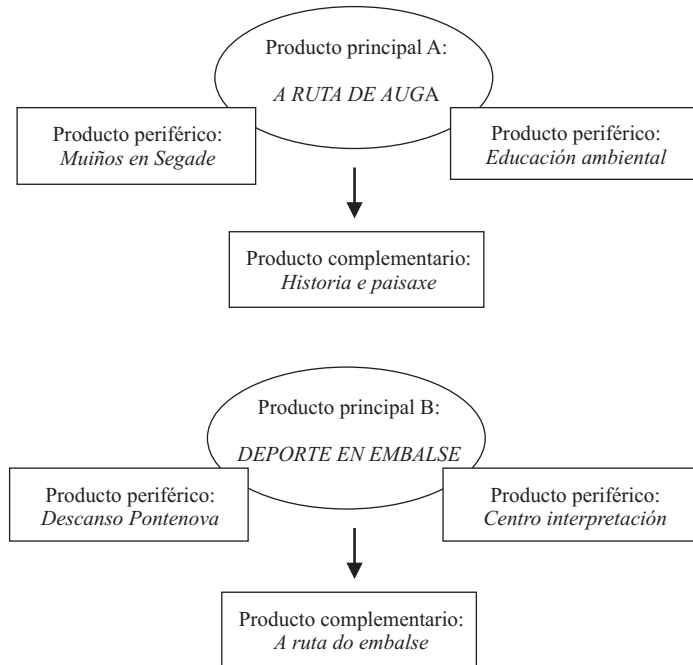 Producto principal A:
A RUTA DE AUGA
Producto periférico:
Muiños en Segade
Producto periférico:
Educación ambiental
Producto complementario:
Historia e paisaxe
Producto principal B:
DEPORTE EN EMBALSE
Producto periférico:
Descanso Pontenova
Producto periférico:
Centro interpretación
Producto complementario:
A ruta do embalse